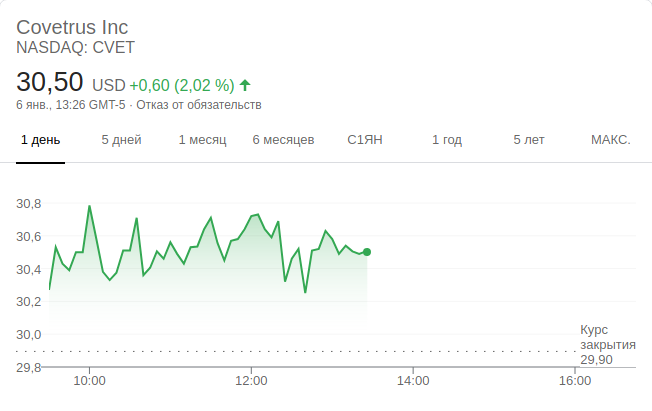 Covetrus Inc
NASDAQ: CVET
30,50 USD +0,60 (2,02 %)
6 янв., 13:26 GMT-5 · Отказ от обязательств
1 день 5 дней 1 месяц 6 месяцев С1ЯН 1 год 5 лет МАКС.
30,8
30,6
30,4
30,2
30,0
Курс
закрытия
29,90
29,8
10:00 12:00 14:00 16:00